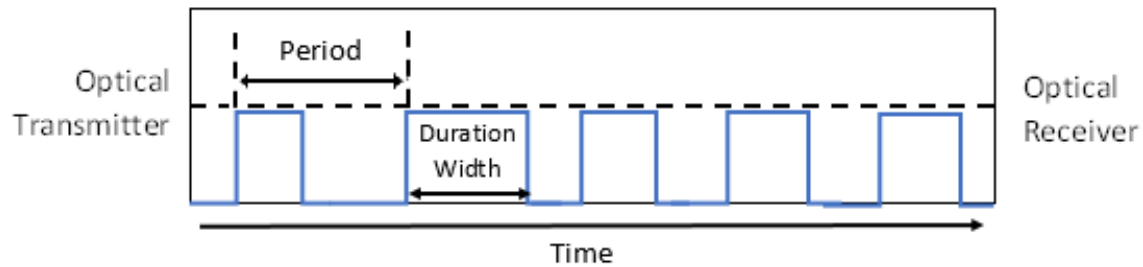 Period
Optical
Transmitter
Duration
Width
Optical
Receiver
Time